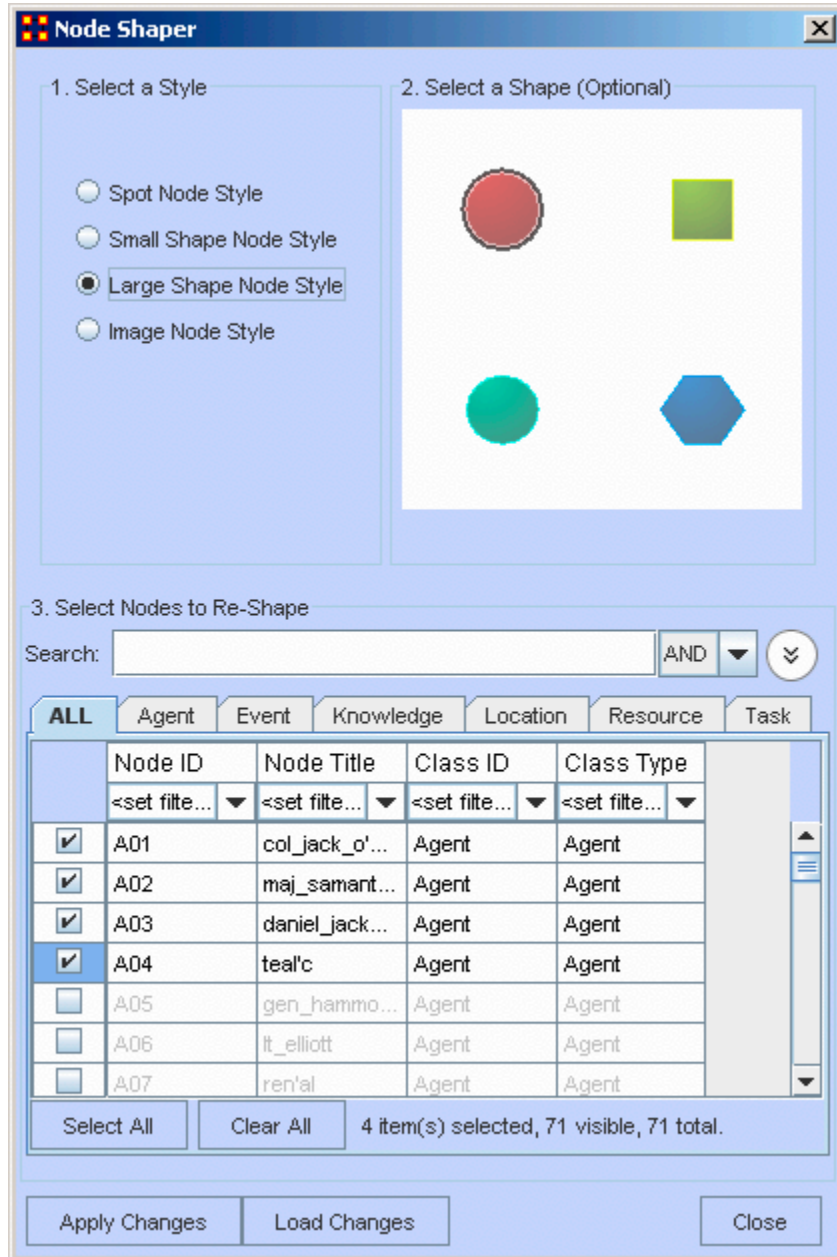 Node Shaper
1. Select a Style
Spot Node Style
Small Shape Node Style
Large Shape Node Style
Image Node Style
2. Select a Shape (Optional)
3. Select Nodes to Re-Shape
Search: AND
ALL Agent Event Knowledge Location Resource Task
Node ID Node Title Class ID Class Type
<set filte... <set filte... <set filte... <set filte...
A01 col_jack_o'... Agent Agent
A02 maj_samant... Agent Agent
A03 daniel_jack... Agent Agent
A04 teal'c Agent Agent
A05 gen_hammo... Agent Agent
A06 lt_elliott Agent Agent
A07 ren'al Agent Agent
Select All Clear All 4 item(s) selected, 71 visible, 71 total.
Apply Changes Load Changes Close